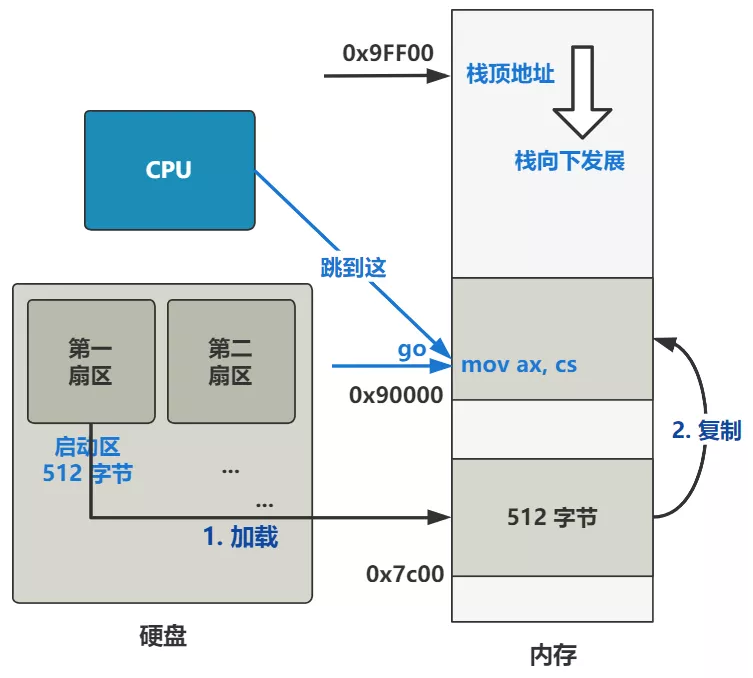 0x9FF00
栈顶地址
栈向下发展
CPU
跳到这
第一
扇区
第二
扇区
go
mov ax, cs
0x90000
启动区
512 字节
...
...
2. 复制
1. 加载
512 字节
0x7c00
硬盘
内存